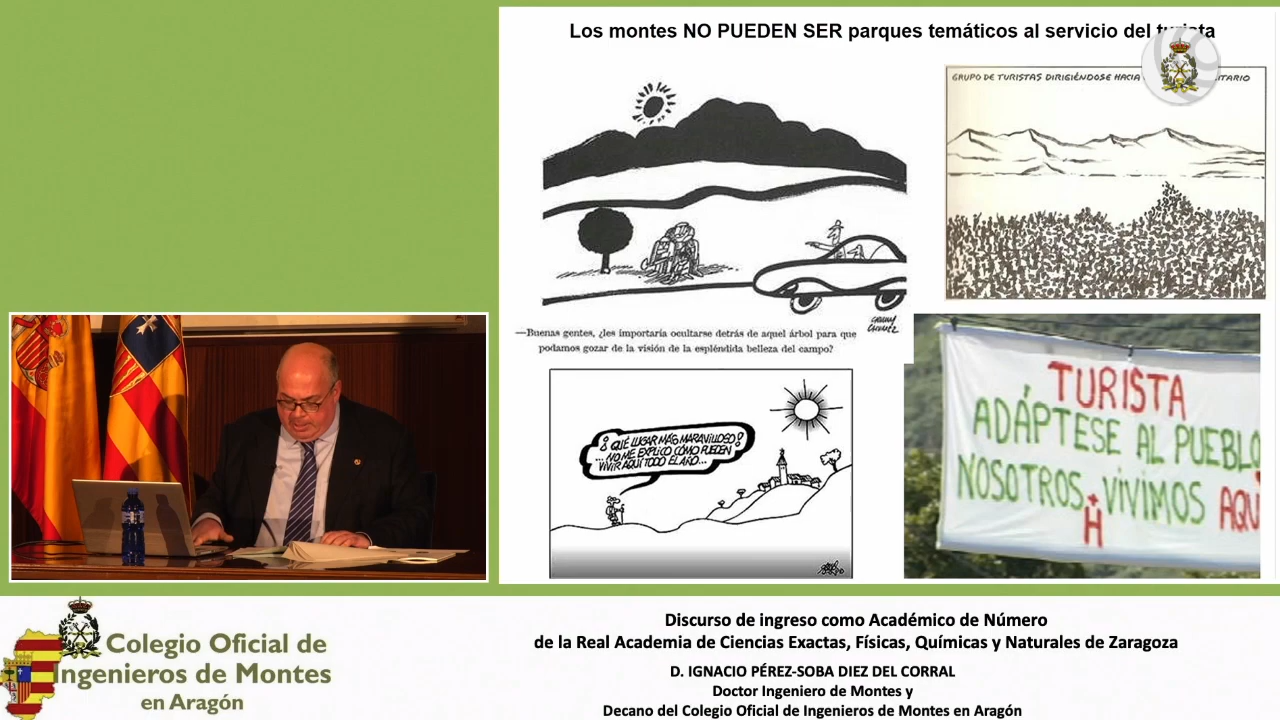 Los montes NO PUEDEN SER parques temáticos al servicio del turista
GRUPO DE TURISTAS DIRIGIÉNDOSE HACIA
—Buenas gentes, ¿les importaría ocultarse detrás de aquel árbol para que
podamos gozar de la visión de la espléndida belleza del campo?
¡QUÉ LUGAR MÁS MARAVILLOSO!
...NO ME EXPLICO CÓMO PUEDEN
VIVIR AQUÍ TODO EL AÑO...
TURISTA
ADÁPTESE AL PUEBLO
NOSOTROS VIVIMOS AQU
H
Colegio Oficial de
Ingenieros de Montes
en Aragón
Discurso de ingreso como Académico de Número
de la Real Academia de Ciencias Exactas, Físicas, Químicas y Naturales de Zaragoza
D. IGNACIO PÉREZ-SOBA DIEZ DEL CORRAL
Doctor Ingeniero de Montes y
Decano del Colegio Oficial de Ingenieros de Montes en Aragón